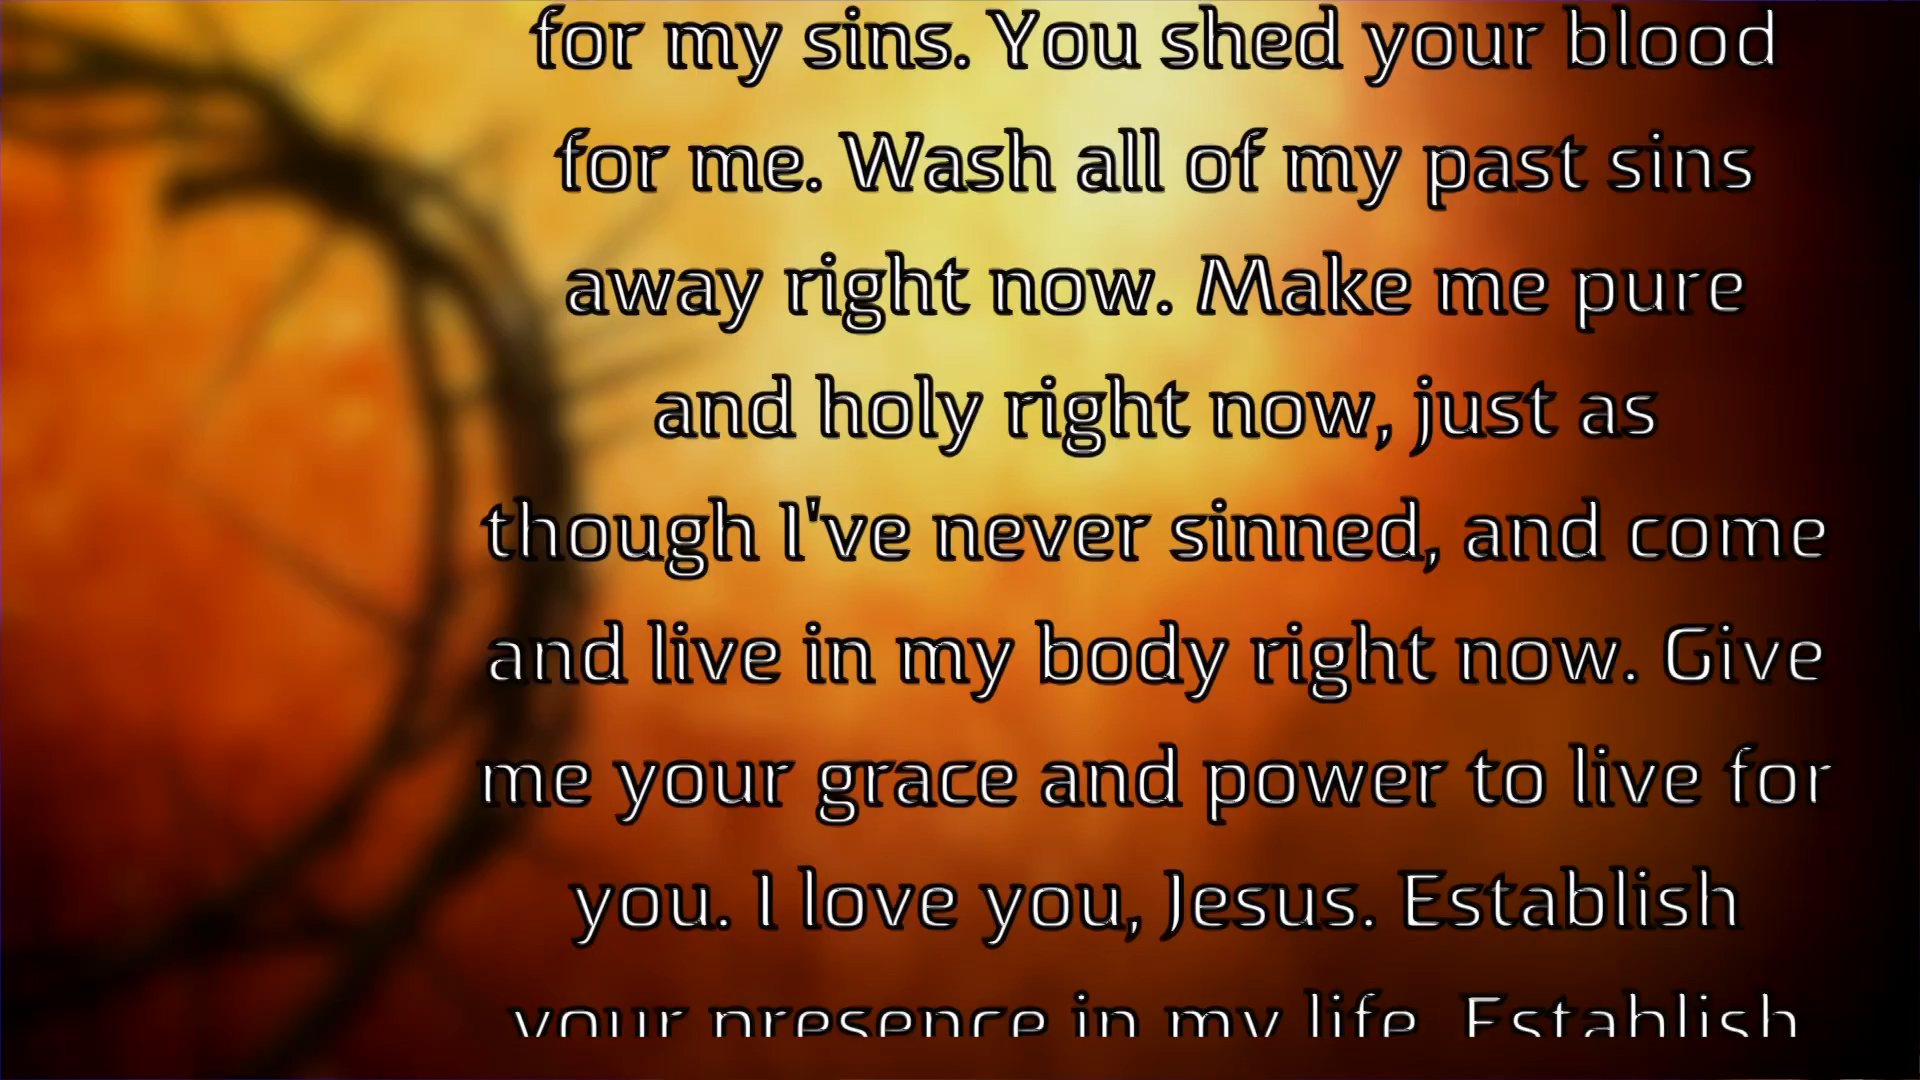 for my sins. You shed your blood
for me. Wash all of my past sins
away right now. Make me pure
and holy right now, just as
though I've never sinned, and come
and live in my body right now. Give
me your grace and power to live for
you. I love you, Jesus. Establish
your presence in my life. Establish